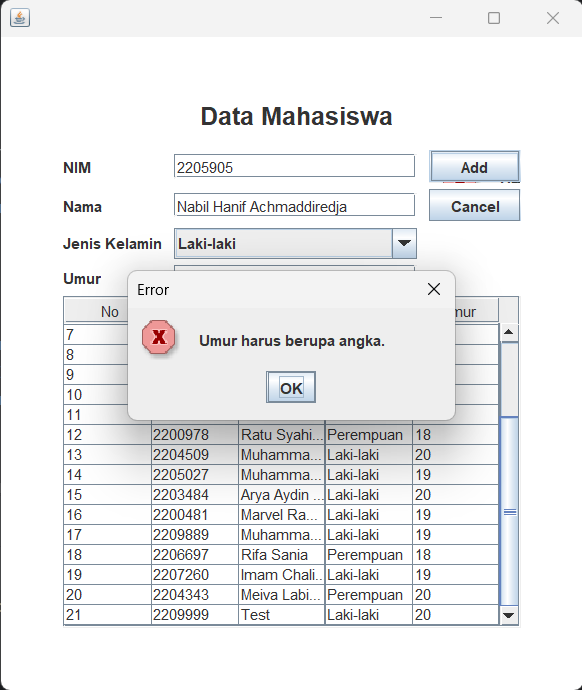 Data Mahasiswa
NIM 2205905 Add
Nama Nabil Hanif Achmaddiredja Cancel
Jenis Kelamin Laki-laki
Umur
Error
Umur harus berupa angka.
OK
No
7
8
9
10
11
12 2200978 Ratu Syahi... Perempuan 18
13 2204509 Muhamma... Laki-laki 20
14 2205027 Muhamma... Laki-laki 19
15 2203484 Arya Aydin ... Laki-laki 20
16 2200481 Marvel Ra... Laki-laki 19
17 2209889 Muhamma... Laki-laki 19
18 2206697 Rifa Sania Perempuan 18
19 2207260 Imam Chali... Laki-laki 19
20 2204343 Meiva Labi... Perempuan 20
21 2209999 Test Laki-laki 20